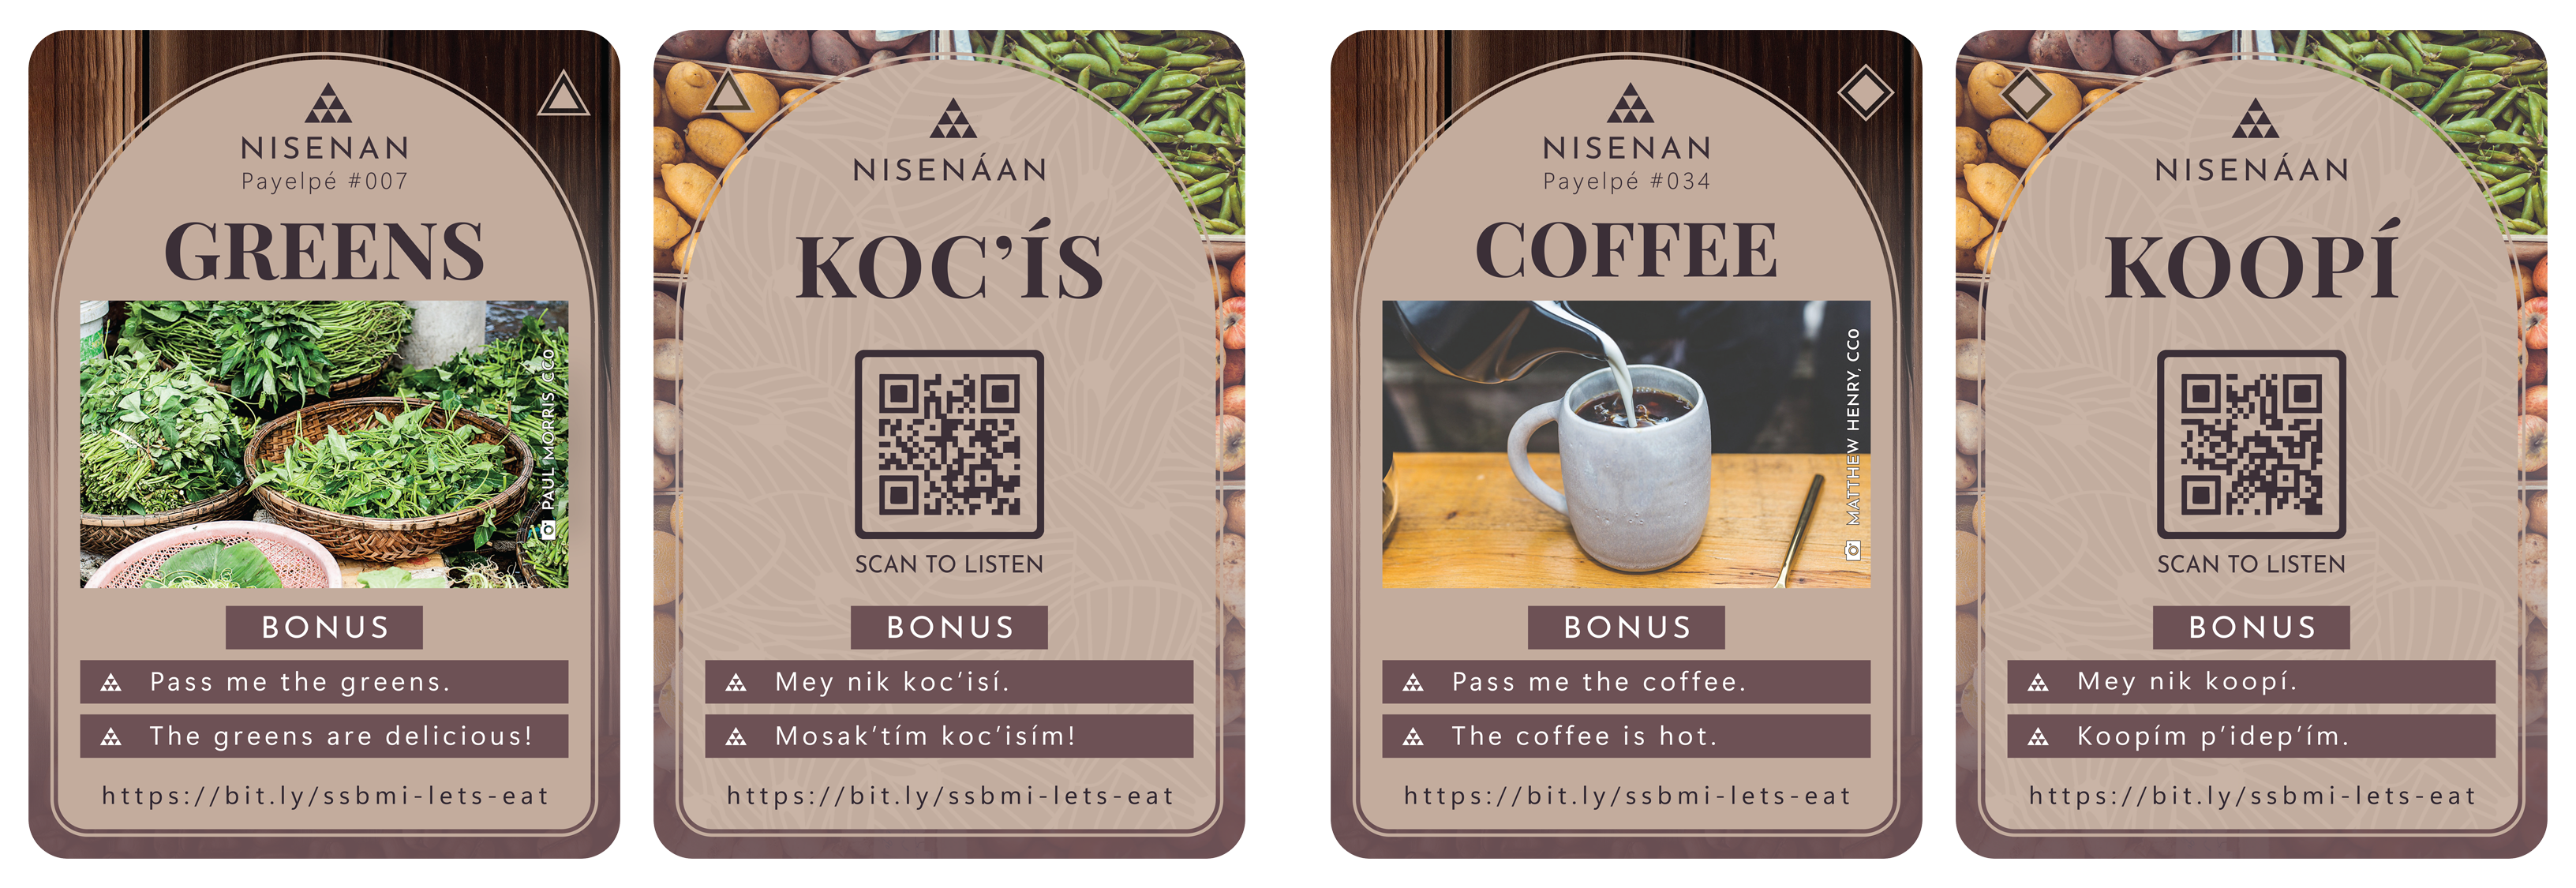 NISENAN
Payelpé #007
GREENS
PAUL MORRIS, CC0
BONUS
Pass me the greens.
The greens are delicious!
https://bit.ly/ssbmi-lets-eat
NISENÁAN
KOC’ÍS
SCAN TO LISTEN
BONUS
Mey nik koc’isí.
Mosak’tím koc’isím!
https://bit.ly/ssbmi-lets-eat
NISENAN
Payelpé #034
COFFEE
MATTHEW HENRY, CC0
BONUS
Pass me the coffee.
The coffee is hot.
https://bit.ly/ssbmi-lets-eat
NISENÁAN
KOOPÍ
SCAN TO LISTEN
BONUS
Mey nik koopí.
Koopím p’idep’ím.
https://bit.ly/ssbmi-lets-eat